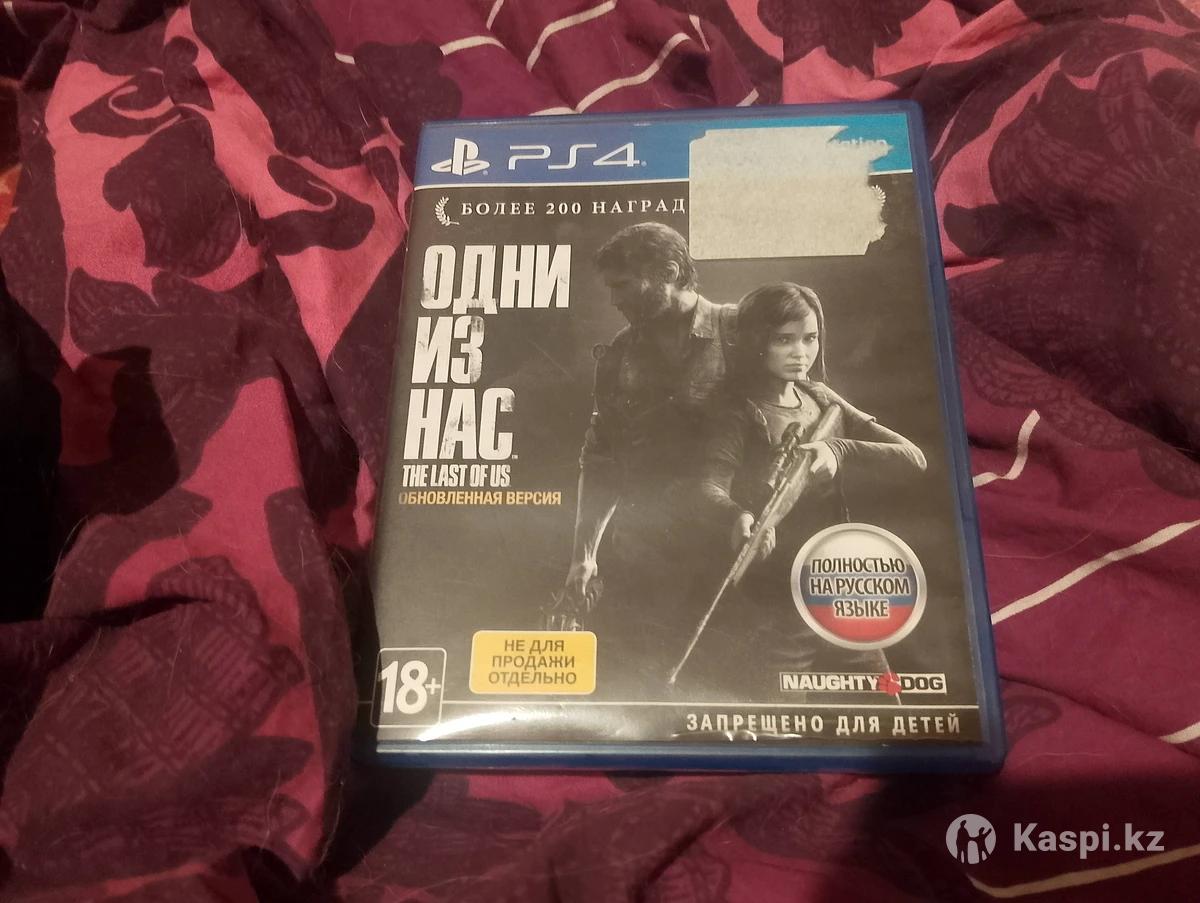 PS4
БОЛЕЕ 200 НАГРАД
ОДНИ
ИЗ
НАС
THE LAST OF US
ОБНОВЛЕННАЯ ВЕРСИЯ
ПОЛНОСТЬЮ
НА РУССКОМ
ЯЗЫКЕ
НЕ ДЛЯ
ПРОДАЖИ
ОТДЕЛЬНО
18+
NAUGHTY DOG
ЗАПРЕЩЕНО ДЛЯ ДЕТЕЙ
Kaspi.kz